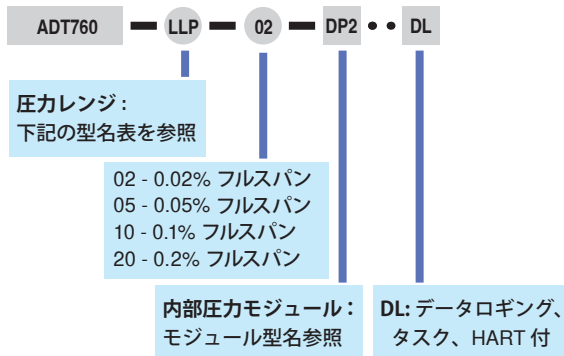 ADT760 — LLP — 02 — DP2 •• DL
圧力レンジ：
下記の型名表を参照
02 - 0.02% フルスパン
05 - 0.05% フルスパン
10 - 0.1% フルスパン
20 - 0.2% フルスパン
内部圧力モジュール：
モジュール型名参照
DL: データロギング、
タスク、HART 付